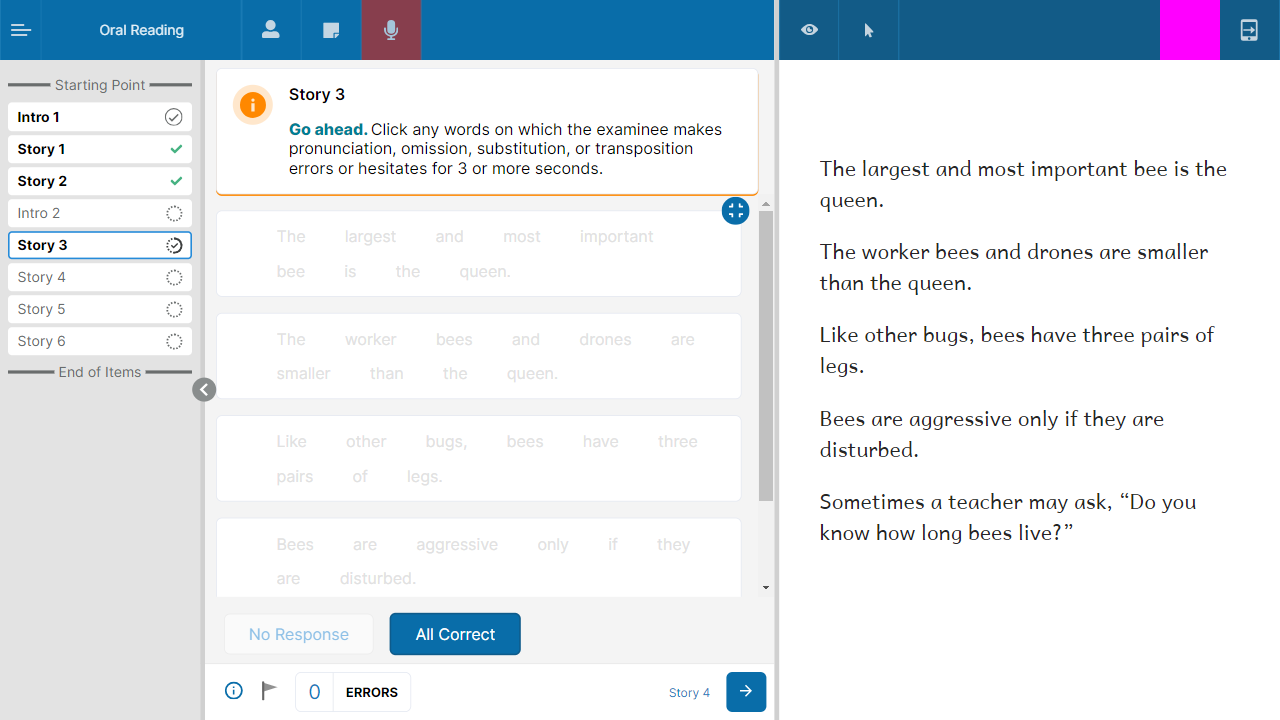 Oral Reading
Starting Point
Intro 1
Story 1
Story 2
Intro 2
Story 3
Story 4
Story 5
Story 6
End of Items
Story 3
Go ahead. Click any words on which the examinee makes
pronunciation, omission, substitution, or transposition
errors or hesitates for 3 or more seconds.
The largest and most important
bee is the queen.
The worker bees and drones are
smaller than the queen.
Like other bugs, bees have three
pairs of legs.
Bees are aggressive only if they
are disturbed.
No Response
All Correct
0 ERRORS
Story 4
The largest and most important bee is the
queen.
The worker bees and drones are smaller
than the queen.
Like other bugs, bees have three pairs of
legs.
Bees are aggressive only if they are
disturbed.
Sometimes a teacher may ask, “Do you
know how long bees live?”